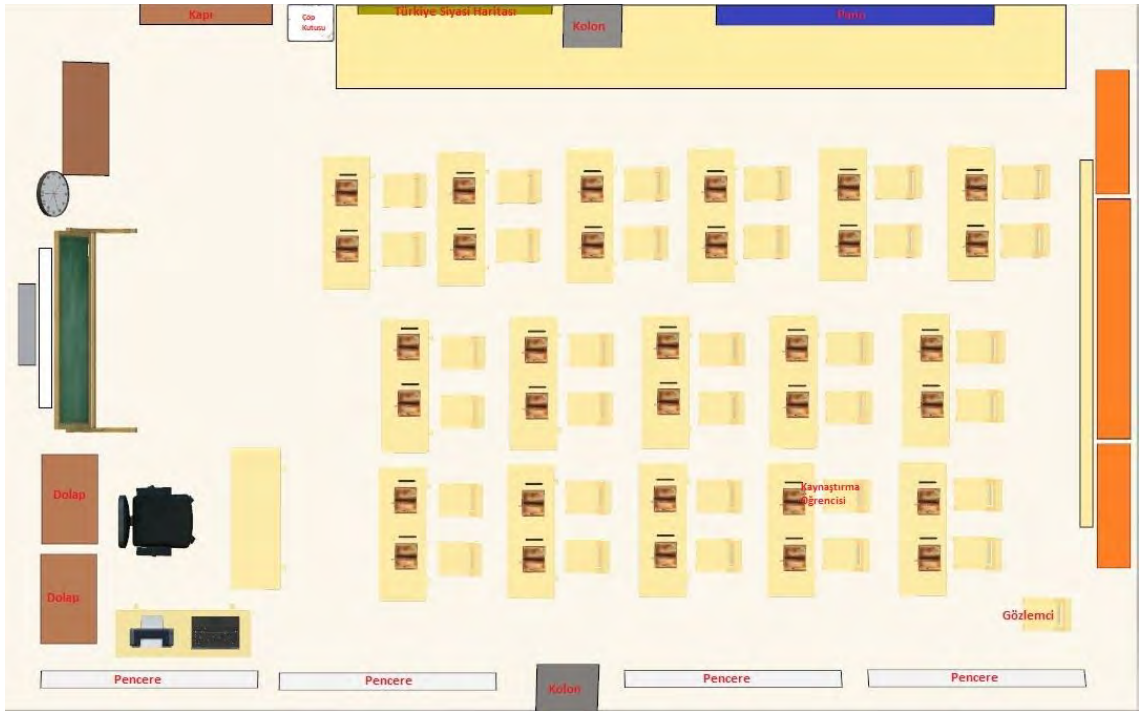 Kapı
Çöp
Kutusu
Türkiye Siyasi Haritası
Kolon
Pano
Kaynaştırma
Öğrencisi
Dolap
Dolap
Gözlemci
Pencere
Pencere
Kolon
Pencere
Pencere